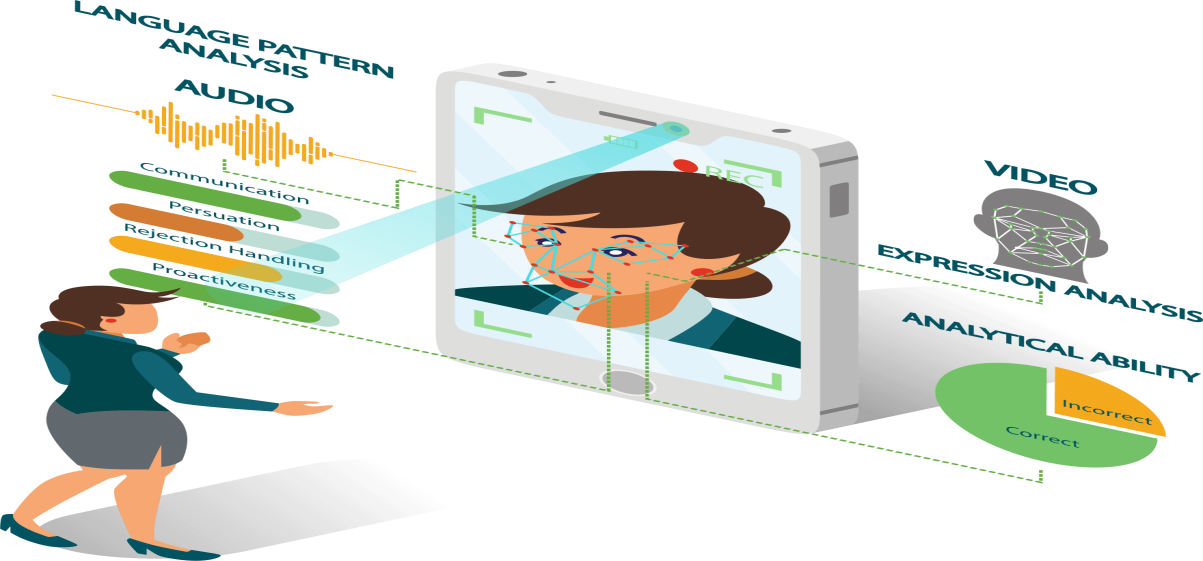 LANGUAGE PATTERN
ANALYSIS
AUDIO
Communication
Persuation
Rejection Handling
Proactiveness
REC
VIDEO
EXPRESSION ANALYSIS
ANALYTICAL ABILITY
Incorrect
Correct